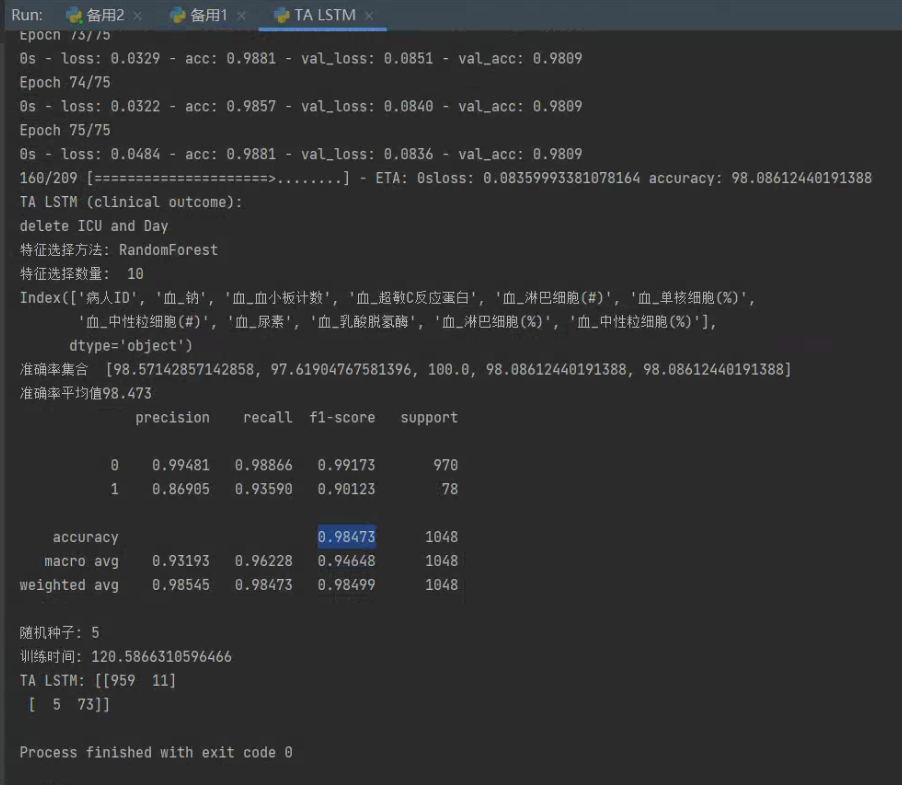 Run: 备用2 × 备用1 × TA LSTM ×
Epoch 73/75
0s - loss: 0.0329 - acc: 0.9881 - val_loss: 0.0851 - val_acc: 0.9809
Epoch 74/75
0s - loss: 0.0322 - acc: 0.9857 - val_loss: 0.0840 - val_acc: 0.9809
Epoch 75/75
0s - loss: 0.0484 - acc: 0.9881 - val_loss: 0.0836 - val_acc: 0.9809
160/209 [=====================>........] - ETA: 0sloss: 0.08359993381078164 accuracy: 98.08612440191388
TA LSTM (clinical outcome):
delete ICU and Day
特征选择方法: RandomForest
特征选择数量: 10
Index(['病人ID', '血_钠', '血_血小板计数', '血_超敏C反应蛋白', '血_淋巴细胞(#)', '血_单核细胞(%)',
'血_中性粒细胞(#)', '血_尿素', '血_乳酸脱氢酶', '血_淋巴细胞(%)', '血_中性粒细胞(%)'],
dtype='object')
准确率集合 [98.57142857142858, 97.61904767581396, 100.0, 98.08612440191388, 98.08612440191388]
准确率平均值98.473
precision recall f1-score support
0 0.99481 0.98866 0.99173 970
1 0.86905 0.93590 0.90123 78
accuracy 0.98473 1048
macro avg 0.93193 0.96228 0.94648 1048
weighted avg 0.98545 0.98473 0.98499 1048
随机种子: 5
训练时间: 120.5866310596466
TA LSTM: [[959 11]
[ 5 73]]
Process finished with exit code 0